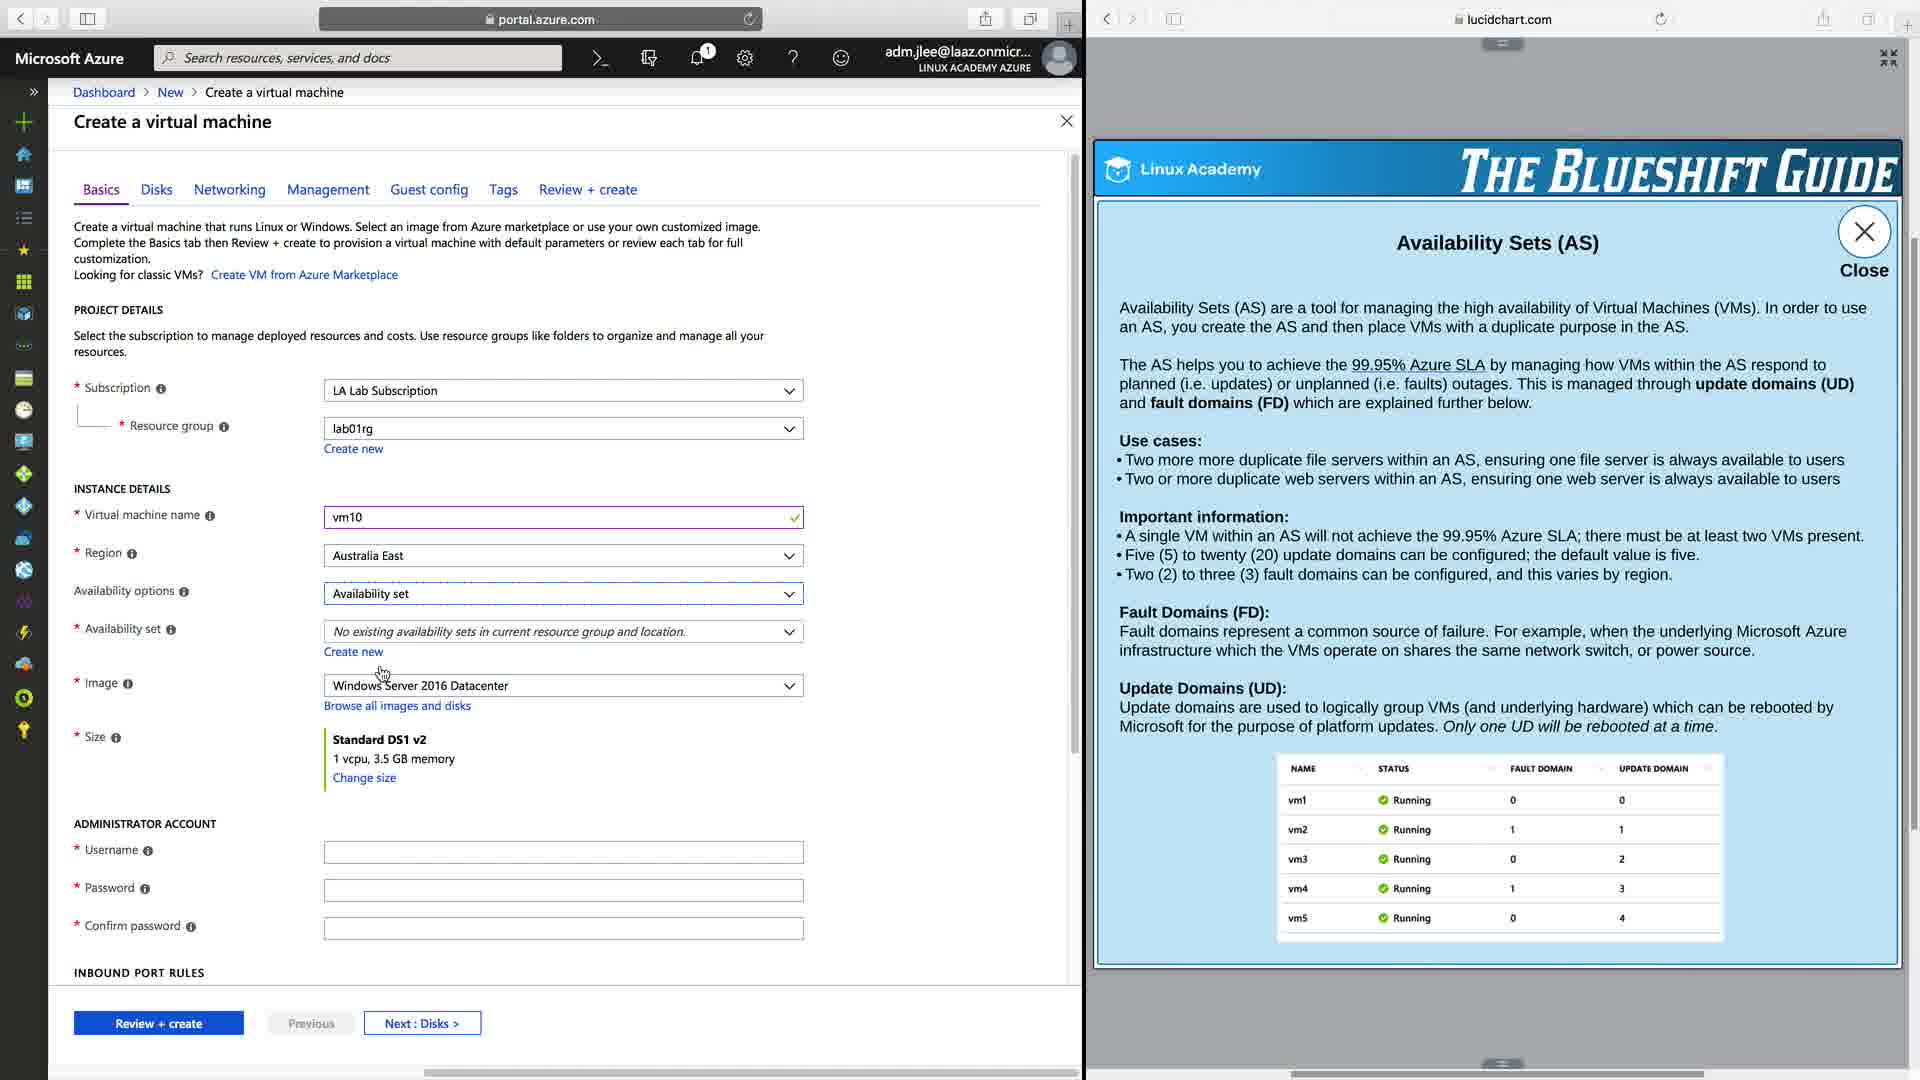 portal.azure.com
Microsoft Azure
Search resources, services, and docs
1
adm.jlee@laaz.onmicr...
LINUX ACADEMY AZURE
Dashboard > New > Create a virtual machine
Create a virtual machine
Basics
Disks
Networking
Management
Guest config
Tags
Review + create
Create a virtual machine that runs Linux or Windows. Select an image from Azure marketplace or use your own customized image.
Complete the Basics tab then Review + create to provision a virtual machine with default parameters or review each tab for full
customization.
Looking for classic VMs? Create VM from Azure Marketplace
PROJECT DETAILS
Select the subscription to manage deployed resources and costs. Use resource groups like folders to organize and manage all your
resources.
* Subscription
LA Lab Subscription
* Resource group
lab01rg
Create new
INSTANCE DETAILS
* Virtual machine name
vm10
* Region
Australia East
Availability options
Availability set
* Availability set
No existing availability sets in current resource group and location.
Create new
* Image
Windows Server 2016 Datacenter
Browse all images and disks
* Size
Standard DS1 v2
1 vcpu, 3.5 GB memory
Change size
ADMINISTRATOR ACCOUNT
* Username
* Password
* Confirm password
INBOUND PORT RULES
Review + create
Previous
Next : Disks >
lucidchart.com
Linux Academy
THE BLUESHIFT GUIDE
Availability Sets (AS)
Close
Availability Sets (AS) are a tool for managing the high availability of Virtual Machines (VMs). In order to use
an AS, you create the AS and then place VMs with a duplicate purpose in the AS.
The AS helps you to achieve the 99.95% Azure SLA by managing how VMs within the AS respond to
planned (i.e. updates) or unplanned (i.e. faults) outages. This is managed through update domains (UD)
and fault domains (FD) which are explained further below.
Use cases:
• Two more more duplicate file servers within an AS, ensuring one file server is always available to users
• Two or more duplicate web servers within an AS, ensuring one web server is always available to users
Important information:
• A single VM within an AS will not achieve the 99.95% Azure SLA; there must be at least two VMs present.
• Five (5) to twenty (20) update domains can be configured; the default value is five.
• Two (2) to three (3) fault domains can be configured, and this varies by region.
Fault Domains (FD):
Fault domains represent a common source of failure. For example, when the underlying Microsoft Azure
infrastructure which the VMs operate on shares the same network switch, or power source.
Update Domains (UD):
Update domains are used to logically group VMs (and underlying hardware) which can be rebooted by
Microsoft for the purpose of platform updates. Only one UD will be rebooted at a time.
NAME STATUS FAULT DOMAIN UPDATE DOMAIN
vm1 Running 0 0
vm2 Running 1 1
vm3 Running 0 2
vm4 Running 1 3
vm5 Running 0 4